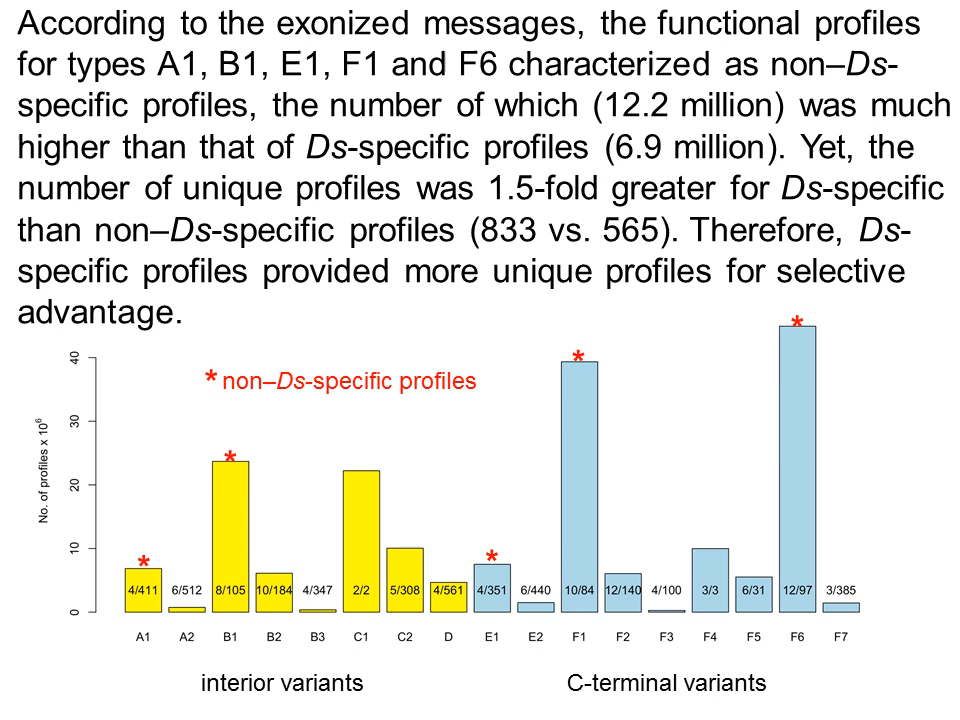 According to the exonized messages, the functional profiles
for types A1, B1, E1, F1 and F6 characterized as non–Ds-
specific profiles, the number of which (12.2 million) was much
higher than that of Ds-specific profiles (6.9 million). Yet, the
number of unique profiles was 1.5-fold greater for Ds-specific
than non–Ds-specific profiles (833 vs. 565). Therefore, Ds-
specific profiles provided more unique profiles for selective
advantage.
* non–Ds-specific profiles
No. of profiles x 10⁶
40
30
20
10
0
* * * * *
4/411 6/512 8/105 10/184 4/347 2/2 5/308 4/561 4/351 6/440 10/84 12/140 4/100 3/3 6/31 12/97 3/385
A1 A2 B1 B2 B3 C1 C2 D E1 E2 F1 F2 F3 F4 F5 F6 F7
interior variants C-terminal variants